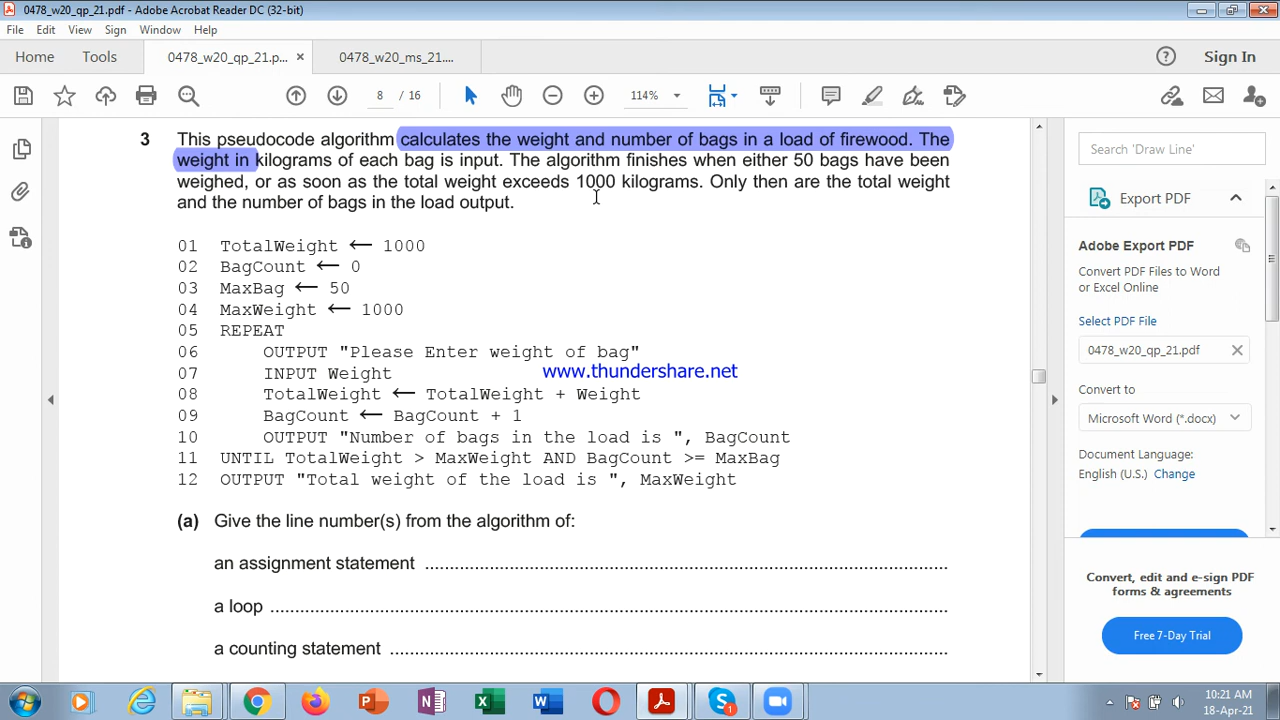 0478_w20_qp_21.pdf - Adobe Acrobat Reader DC (32-bit)
File Edit View Sign Window Help
Home Tools 0478_w20_qp_21.p... × 0478_w20_ms_21.... Sign In
8 / 16 114%
3 This pseudocode algorithm calculates the weight and number of bags in a load of firewood. The
weight in kilograms of each bag is input. The algorithm finishes when either 50 bags have been
weighed, or as soon as the total weight exceeds 1000 kilograms. Only then are the total weight
and the number of bags in the load output.
01 TotalWeight ← 1000
02 BagCount ← 0
03 MaxBag ← 50
04 MaxWeight ← 1000
05 REPEAT
06 OUTPUT "Please Enter weight of bag"
www.thundershare.net
07 INPUT Weight
08 TotalWeight ← TotalWeight + Weight
09 BagCount ← BagCount + 1
10 OUTPUT "Number of bags in the load is ", BagCount
11 UNTIL TotalWeight > MaxWeight AND BagCount >= MaxBag
12 OUTPUT "Total weight of the load is ", MaxWeight
(a) Give the line number(s) from the algorithm of:
an assignment statement ..........................................................................................
a loop ..........................................................................................
a counting statement ..........................................................................................
Search 'Draw Line'
Export PDF
Adobe Export PDF
Convert PDF Files to Word
or Excel Online
Select PDF File
0478_w20_qp_21.pdf ×
Convert to
Microsoft Word (*.docx)
Document Language:
English (U.S.) Change
Convert, edit and e-sign PDF
forms & agreements
Free 7-Day Trial
10:21 AM
18-Apr-21